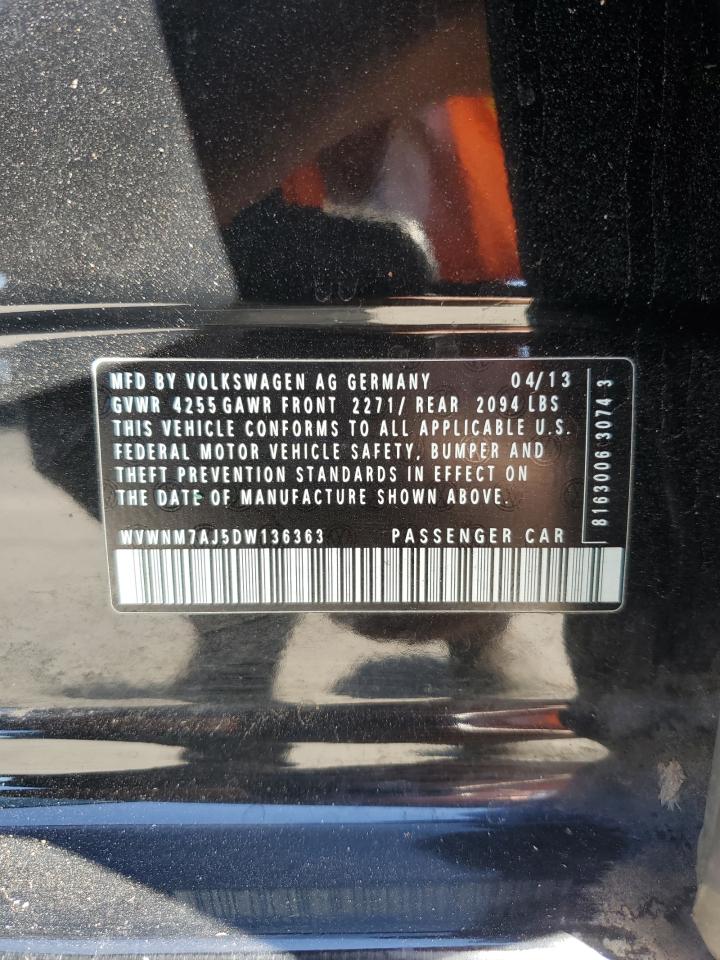 MFD BY VOLKSWAGEN AG GERMANY 04/13
GVWR 4255 GAWR FRONT 2271/ REAR 2094 LBS
THIS VEHICLE CONFORMS TO ALL APPLICABLE U.S.
FEDERAL MOTOR VEHICLE SAFETY, BUMPER AND
THEFT PREVENTION STANDARDS IN EFFECT ON
THE DATE OF MANUFACTURE SHOWN ABOVE.
WVWNM7AJ5DW136363 PASSENGER CAR
8163006 3074 3